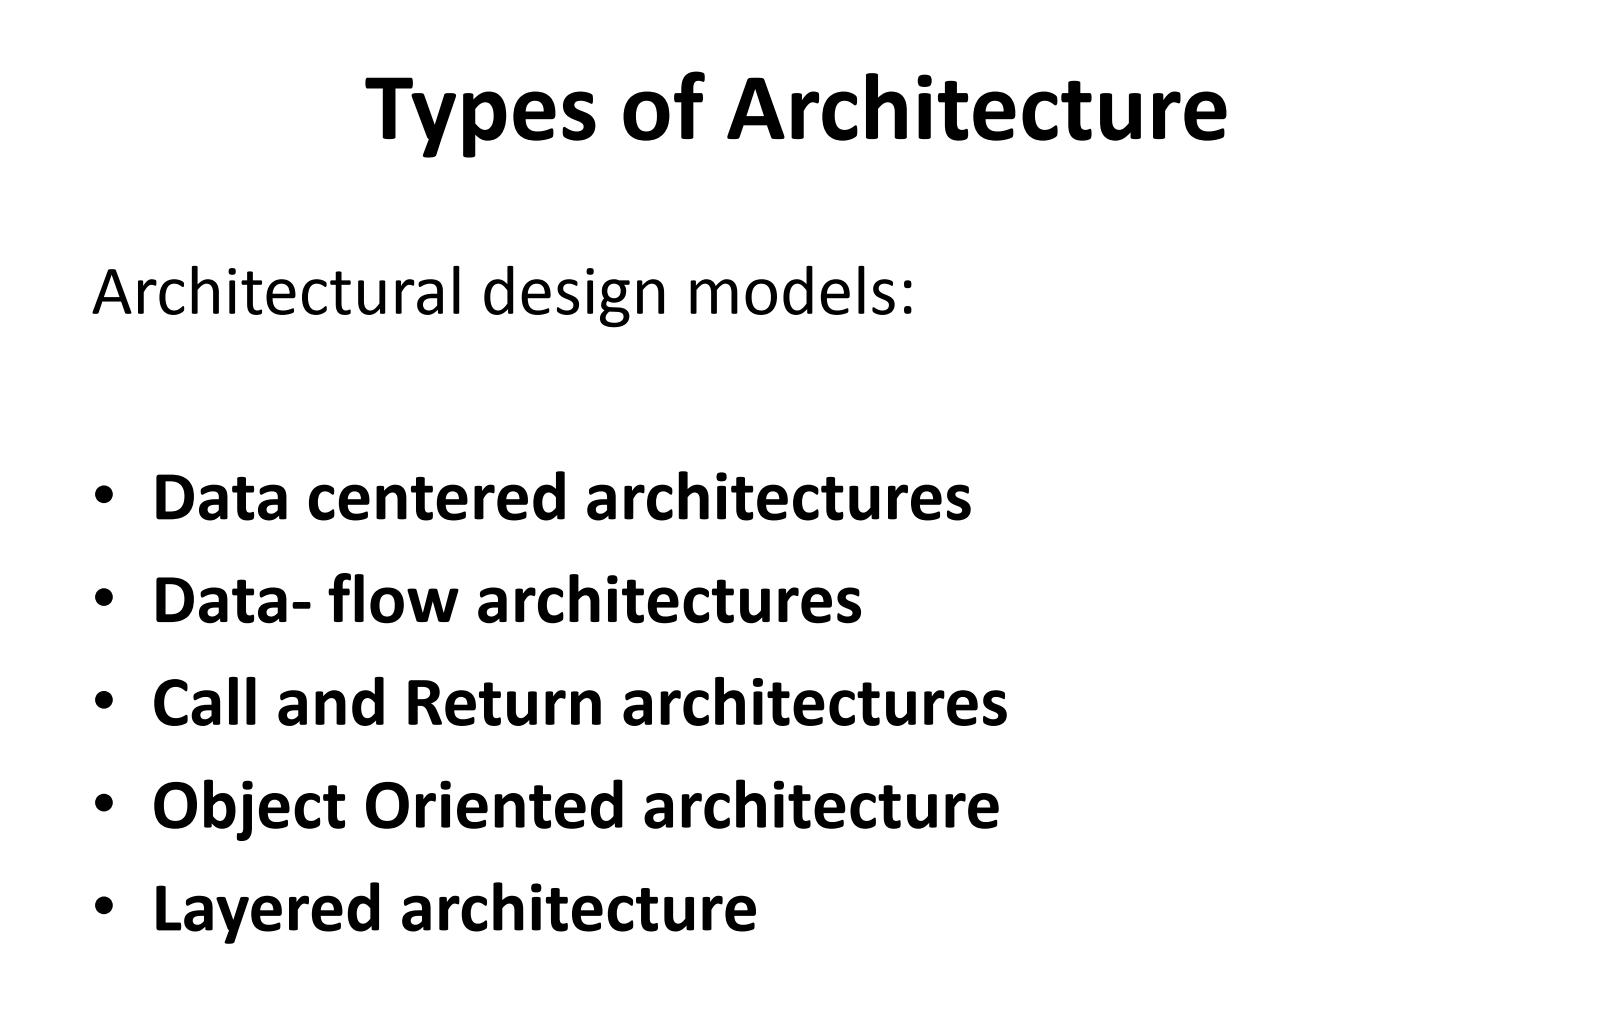 Types of Architecture
Architectural design models:
• Data centered architectures
• Data- flow architectures
• Call and Return architectures
• Object Oriented architecture
• Layered architecture